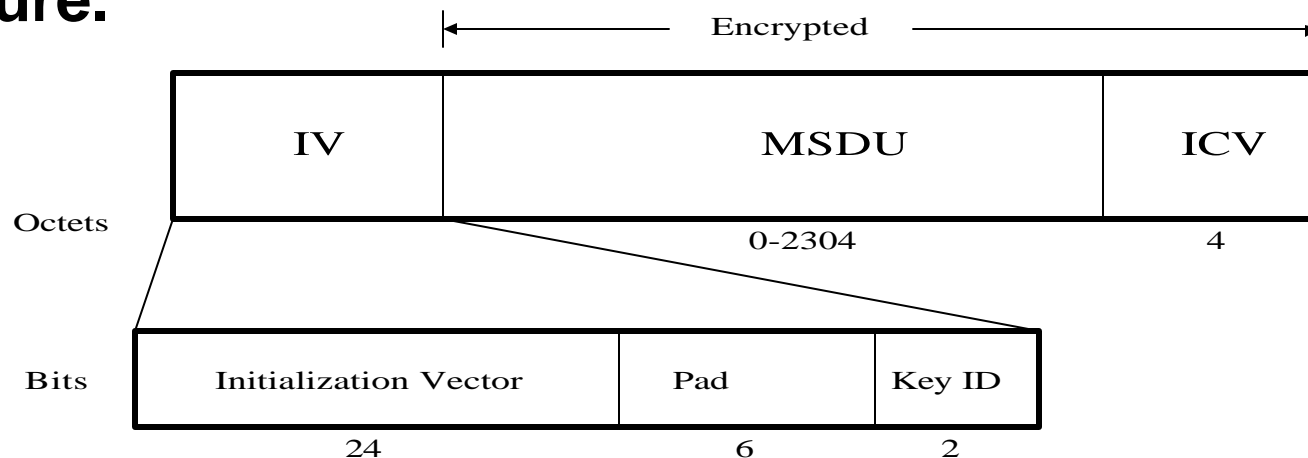 ure.
Encrypted
IV MSDU ICV
Octets
0-2304 4
Bits Initialization Vector Pad Key ID
24 6 2